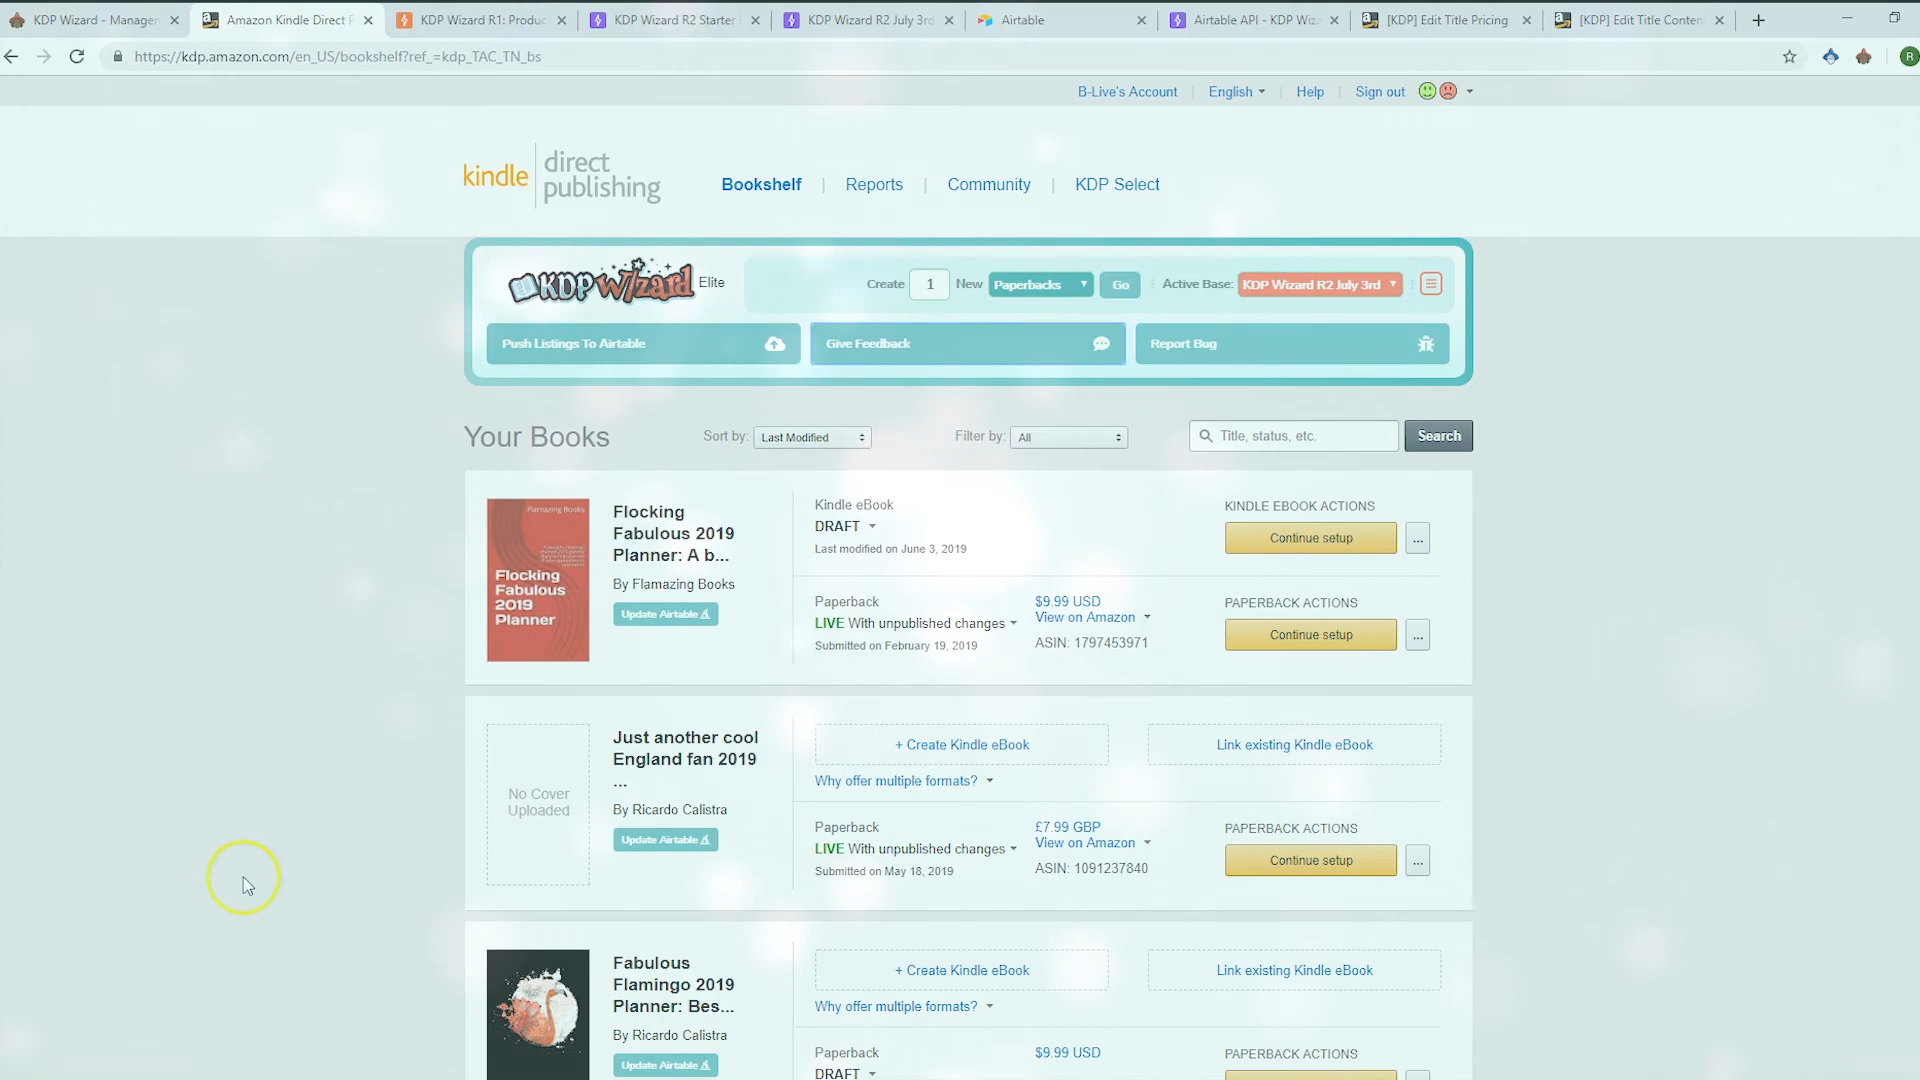 KDP Wizard - Managem
Amazon Kindle Direct P
KDP Wizard R1: Produc
KDP Wizard R2 Starter
KDP Wizard R2 July 3rd
Airtable
Airtable API - KDP Wiza
[KDP] Edit Title Pricing
[KDP] Edit Title Conten
https://kdp.amazon.com/en_US/bookshelf?ref_=kdp_TAC_TN_bs
R
B-Live's Account
English
Help
Sign out
kindle direct publishing
Bookshelf
Reports
Community
KDP Select
KDP Wizard Elite
Create 1 New Paperbacks Go
Active Base: KDP Wizard R2 July 3rd
Push Listings To Airtable
Give Feedback
Report Bug
Your Books
Sort by: Last Modified
Filter by: All
Title, status, etc.
Search
Flamazing Books
Flocking
Fabulous
2019
Planner
Flocking
Fabulous 2019
Planner: A b...
By Flamazing Books
Update Airtable
Kindle eBook
DRAFT
Last modified on June 3, 2019
KINDLE EBOOK ACTIONS
Continue setup
...
Paperback
LIVE With unpublished changes
Submitted on February 19, 2019
$9.99 USD
View on Amazon
ASIN: 1797453971
PAPERBACK ACTIONS
Continue setup
...
No Cover
Uploaded
Just another cool
England fan 2019
...
By Ricardo Calistra
Update Airtable
+ Create Kindle eBook
Link existing Kindle eBook
Why offer multiple formats?
Paperback
LIVE With unpublished changes
Submitted on May 18, 2019
£7.99 GBP
View on Amazon
ASIN: 1091237840
PAPERBACK ACTIONS
Continue setup
...
Fabulous
Flamingo 2019
Planner: Bes...
By Ricardo Calistra
Update Airtable
+ Create Kindle eBook
Link existing Kindle eBook
Why offer multiple formats?
Paperback
DRAFT
$9.99 USD
PAPERBACK ACTIONS